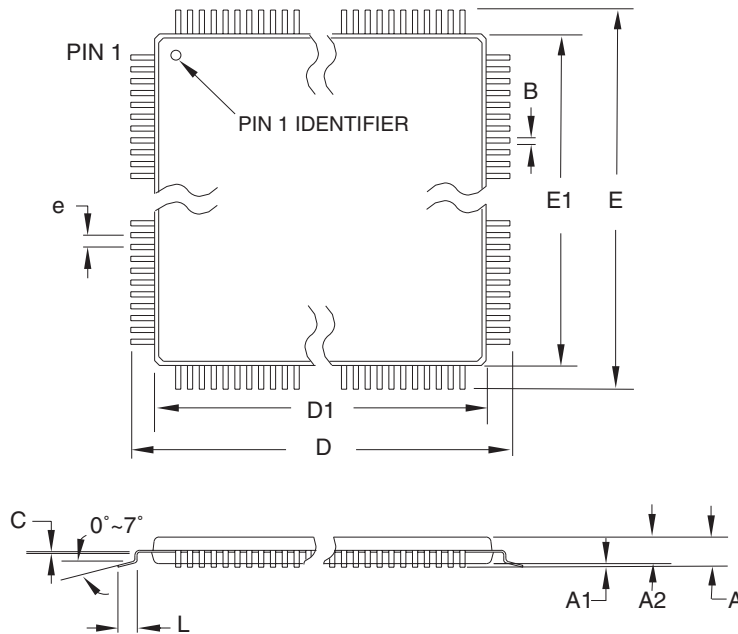 PIN 1
B
PIN 1 IDENTIFIER
E1
E
e
D1
D
C
0°~7°
A1
A2
A
L